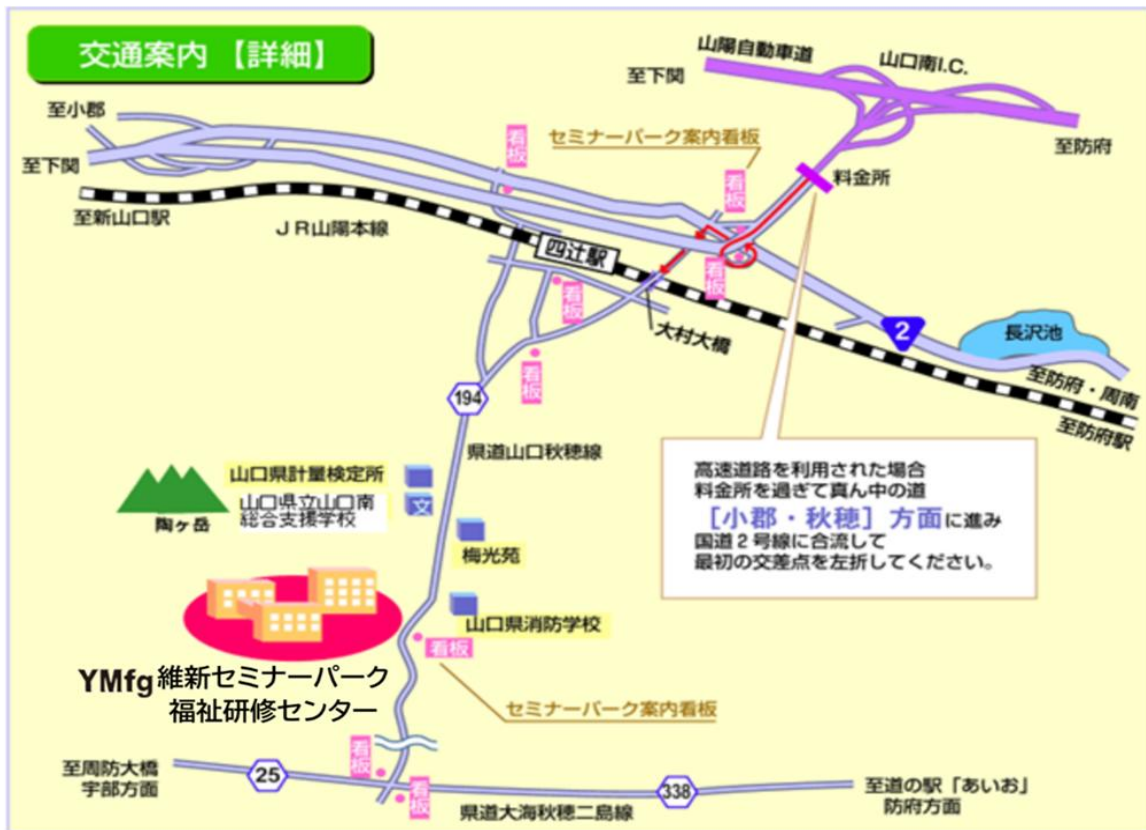 交通案内 【詳細】
山陽自動車道
山口南I.C.
至下関
至防府
至小郡
至下関
至新山口駅
JR山陽本線
看板
セミナーパーク案内看板
看板
料金所
四辻駅
看板
看板
看板
大村大橋
2
長沢池
至防府・周南
至防府駅
194
県道山口秋穂線
高速道路を利用された場合
料金所を過ぎて真ん中の道
[小郡・秋穂] 方面に進み
国道2号線に合流して
最初の交差点を左折してください。
陶ヶ岳
山口県計量検定所
山口県立山口南
総合支援学校
文
梅光苑
山口県消防学校
看板
YMfg 維新セミナーパーク
福祉研修センター
セミナーパーク案内看板
看板
看板
至周防大橋
宇部方面
25
県道大海秋穂二島線
338
至道の駅「あいお」
防府方面